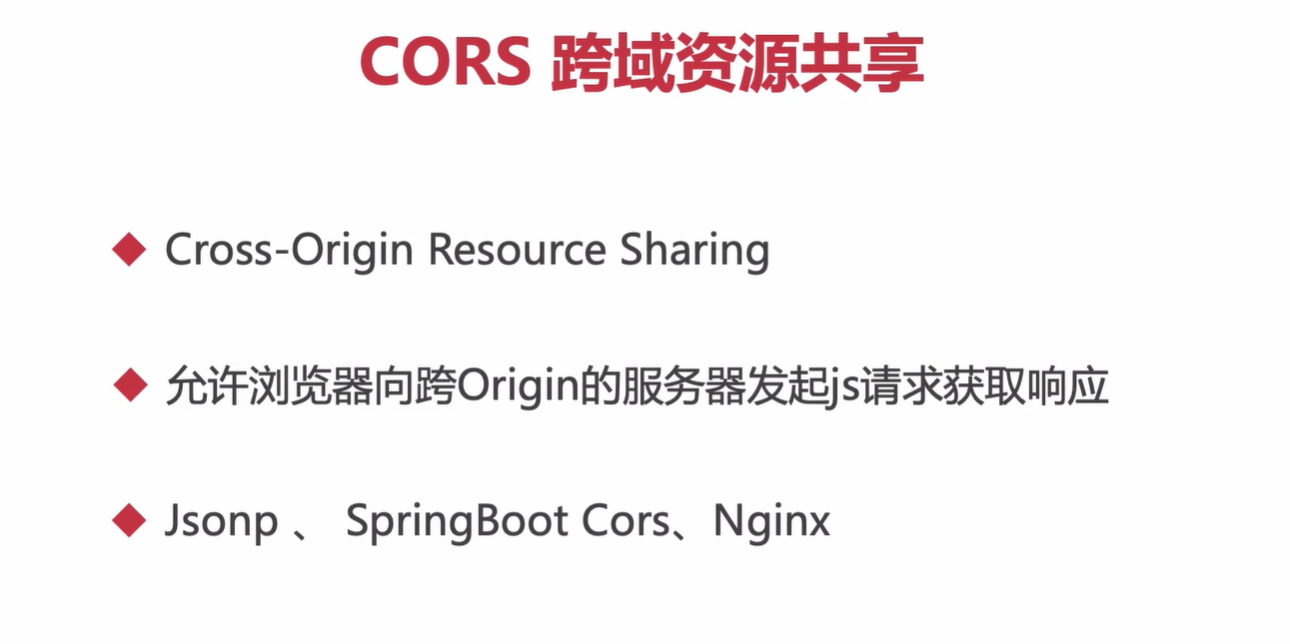 CORS 跨域资源共享
Cross-Origin Resource Sharing
允许浏览器向跨Origin的服务器发起js请求获取响应
Jsonp 、 SpringBoot Cors、Nginx